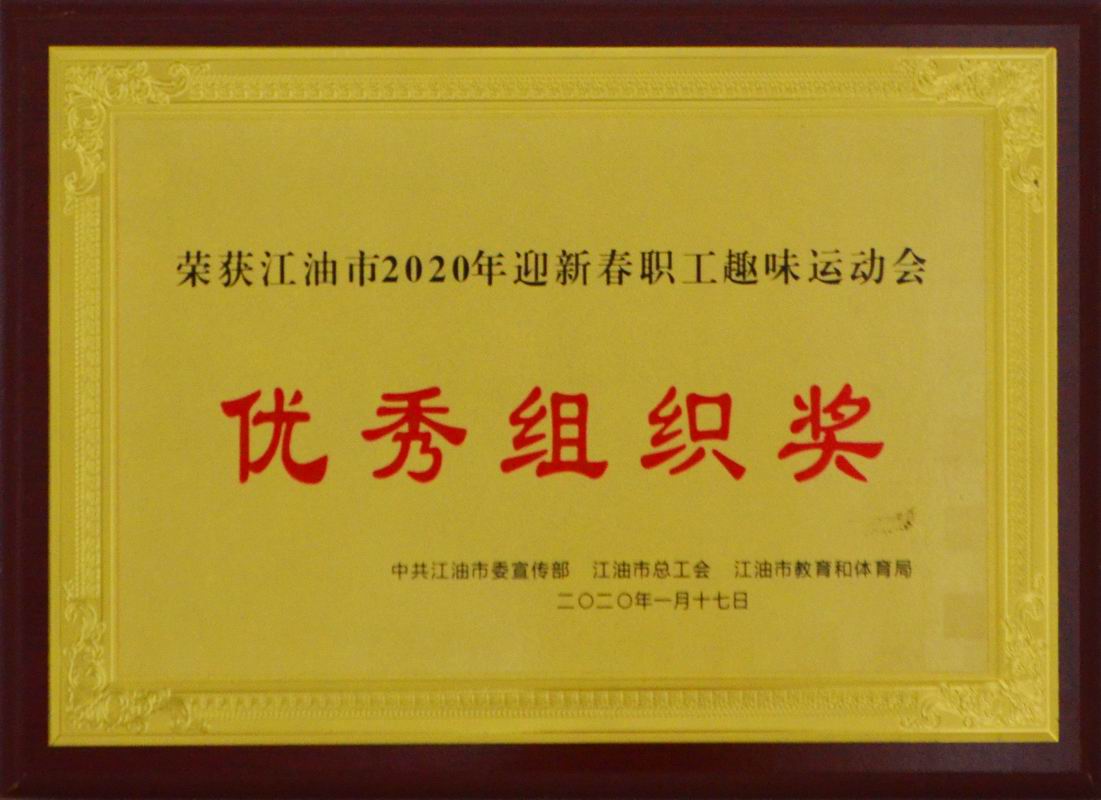 荣获江油市2020年迎新春职工趣味运动会
优秀组织奖
中共江油市委宣传部 江油市总工会 江油市教育和体育局
二〇二〇年一月十七日